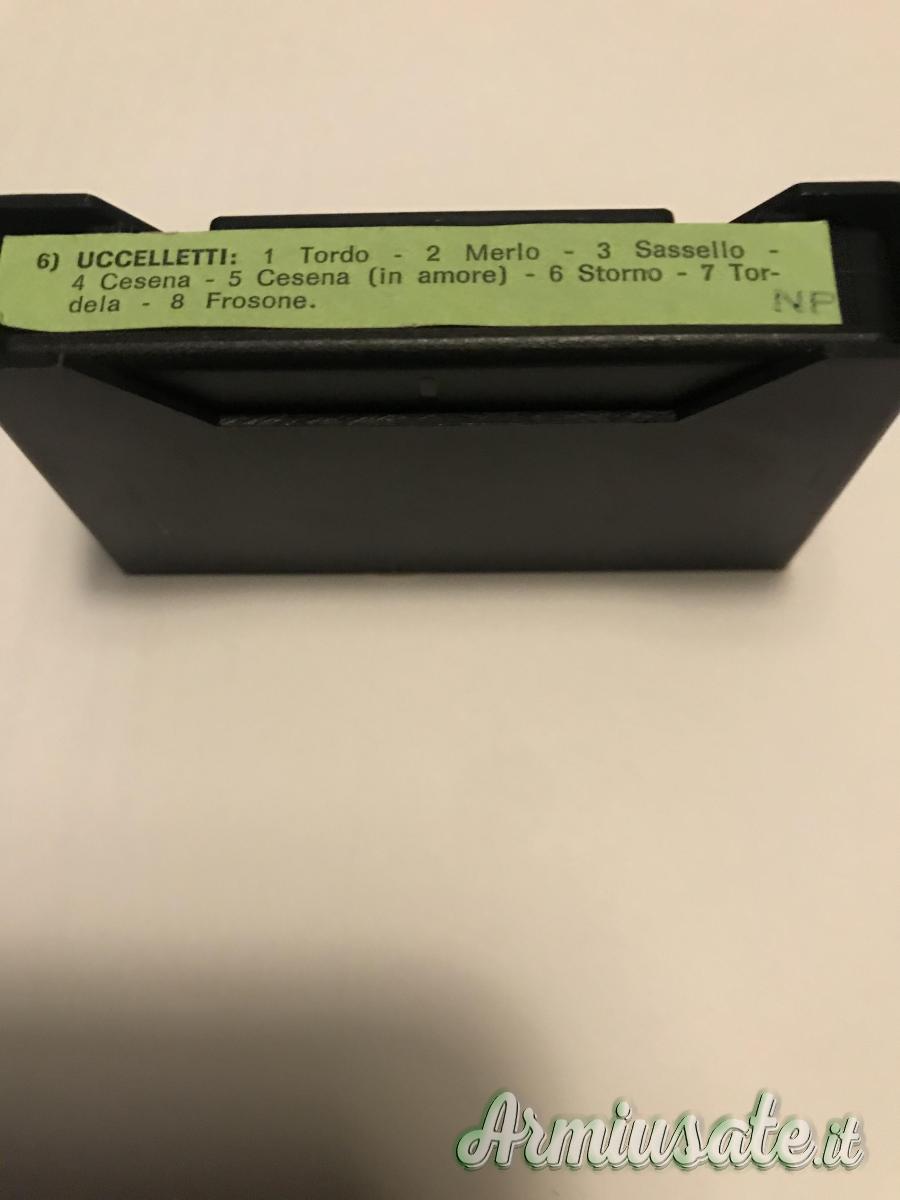 6) UCCELLETTI: 1 Tordo - 2 Merlo - 3 Sassello -
4 Cesena - 5 Cesena (in amore) - 6 Storno - 7 Tor-
dela - 8 Frosone.
NP
Armiusate.it